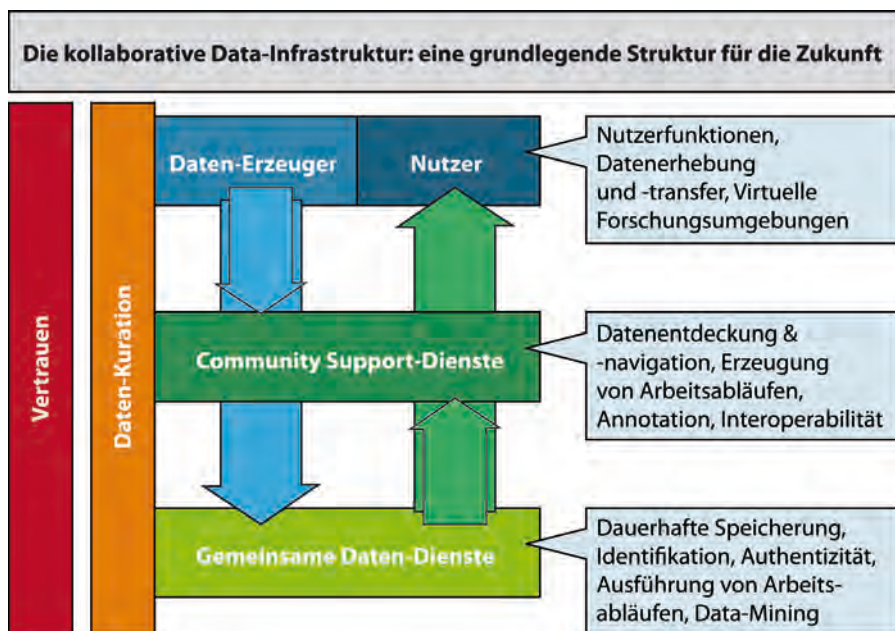 Die kollaborative Data-Infrastruktur: eine grundlegende Struktur für die Zukunft
Vertrauen
Daten-Kuration
Daten-Erzeuger
Nutzer
Nutzerfunktionen,
Datenerhebung
und -transfer, Virtuelle
Forschungsumgebungen
Community Support-Dienste
Datenentdeckung &
-navigation, Erzeugung
von Arbeitsabläufen,
Annotation, Interoperabilität
Gemeinsame Daten-Dienste
Dauerhafte Speicherung,
Identifikation, Authentizität,
Ausführung von Arbeits-
abläufen, Data-Mining